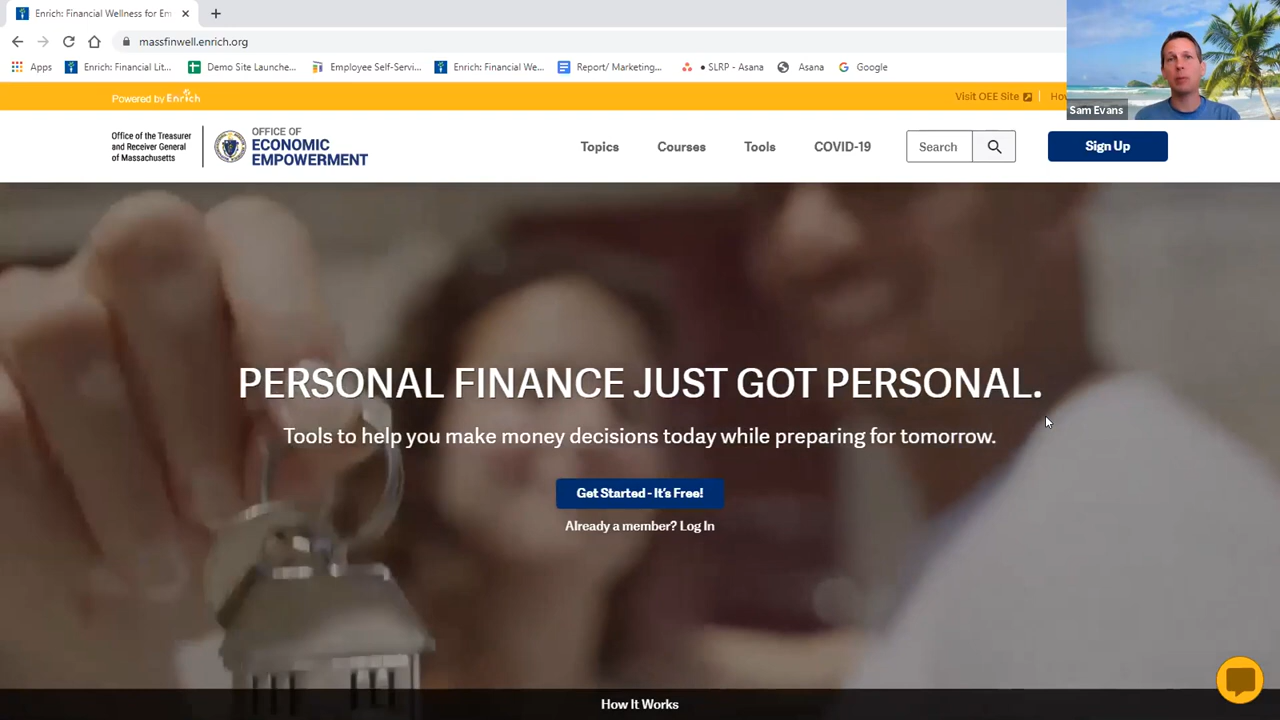 Enrich: Financial Wellness for Em
massfinwell.enrich.org
Apps
Enrich: Financial Lit...
Demo Site Launche...
Employee Self-Servi...
Enrich Financial We...
Report/ Marketing...
• SLRP - Asana
Asana
Google
Sam Evans
Powered by Enrich
Visit OEE Site
Office of the Treasurer
and Receiver General
of Massachusetts
OFFICE OF
ECONOMIC
EMPOWERMENT
Topics
Courses
Tools
COVID-19
Search
Sign Up
PERSONAL FINANCE JUST GOT PERSONAL.
Tools to help you make money decisions today while preparing for tomorrow.
Get Started - It's Free!
Already a member? Log In
How It Works